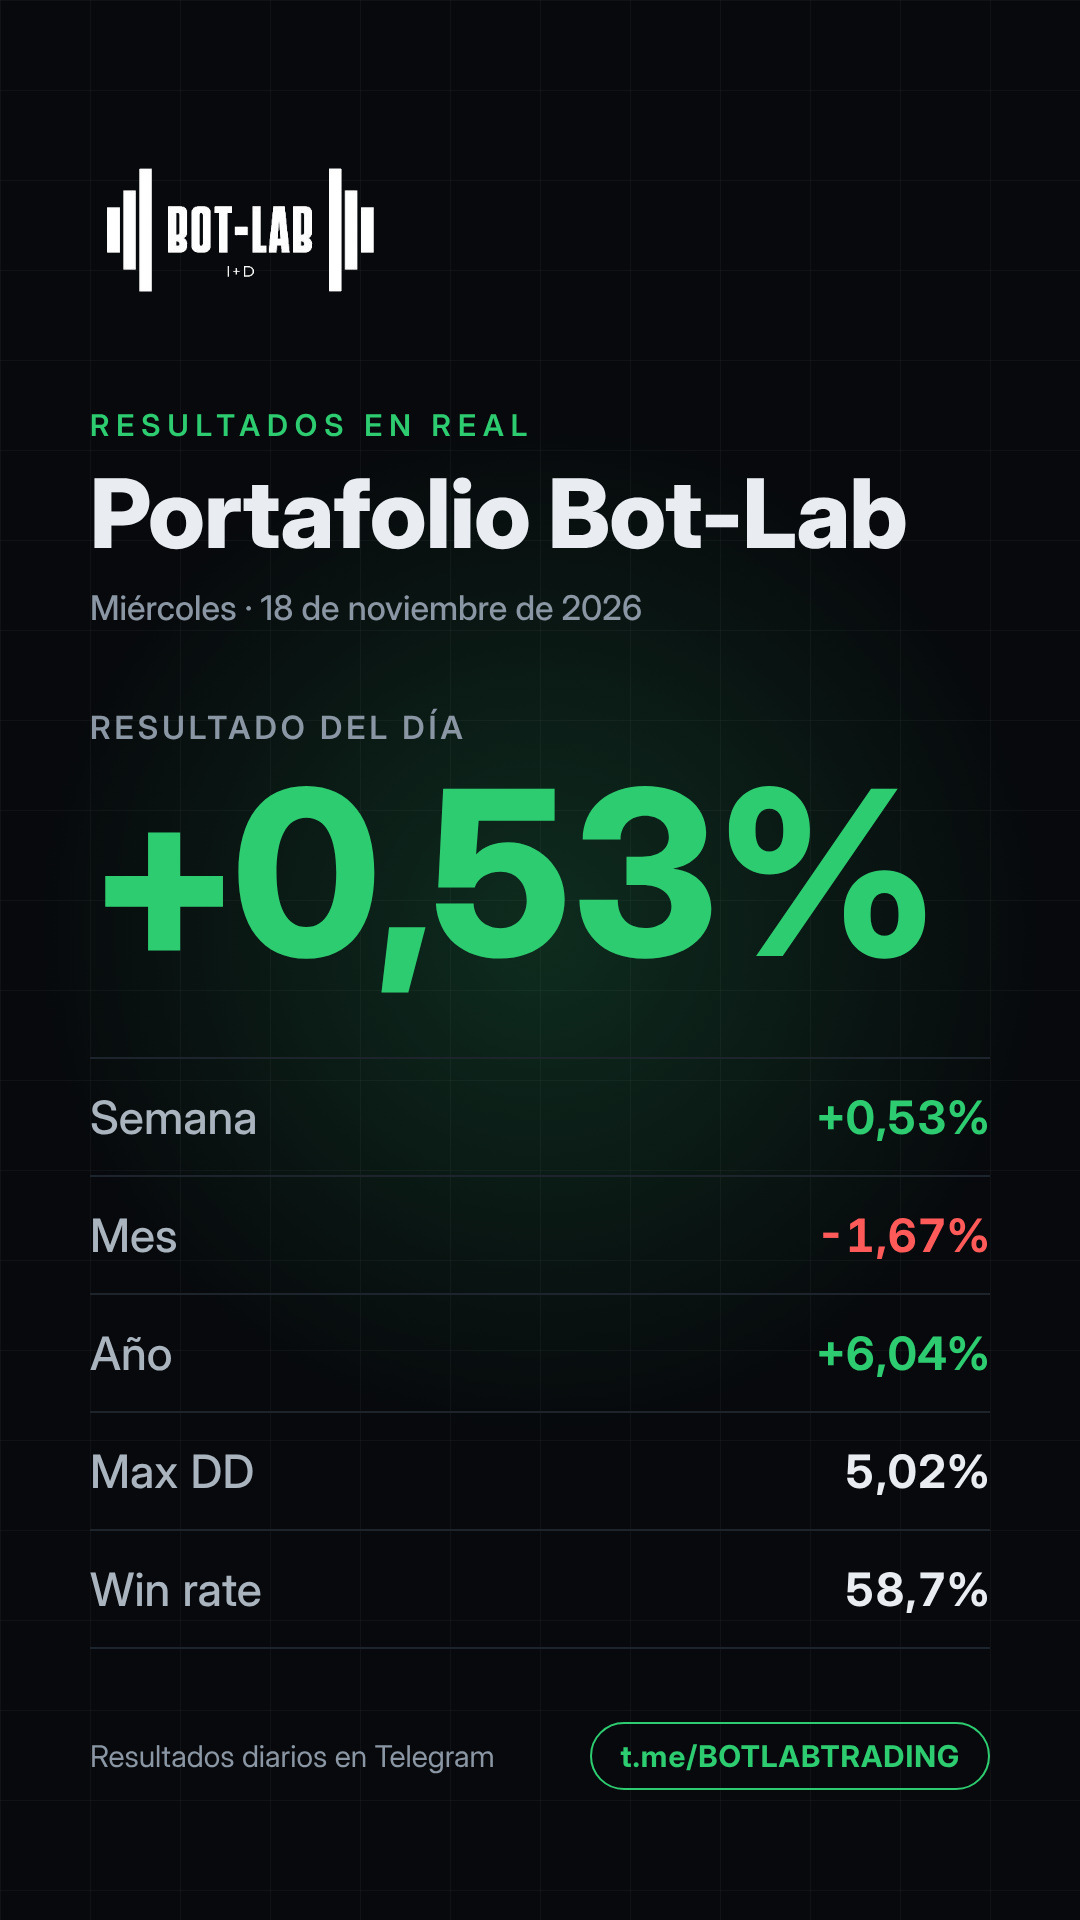 BOT-LAB
I+D
RESULTADOS EN REAL
Portafolio Bot-Lab
Miércoles · 18 de noviembre de 2026
RESULTADO DEL DÍA
+0,53%
Semana +0,53%
Mes -1,67%
Año +6,04%
Max DD 5,02%
Win rate 58,7%
Resultados diarios en Telegram t.me/BOTLABTRADING